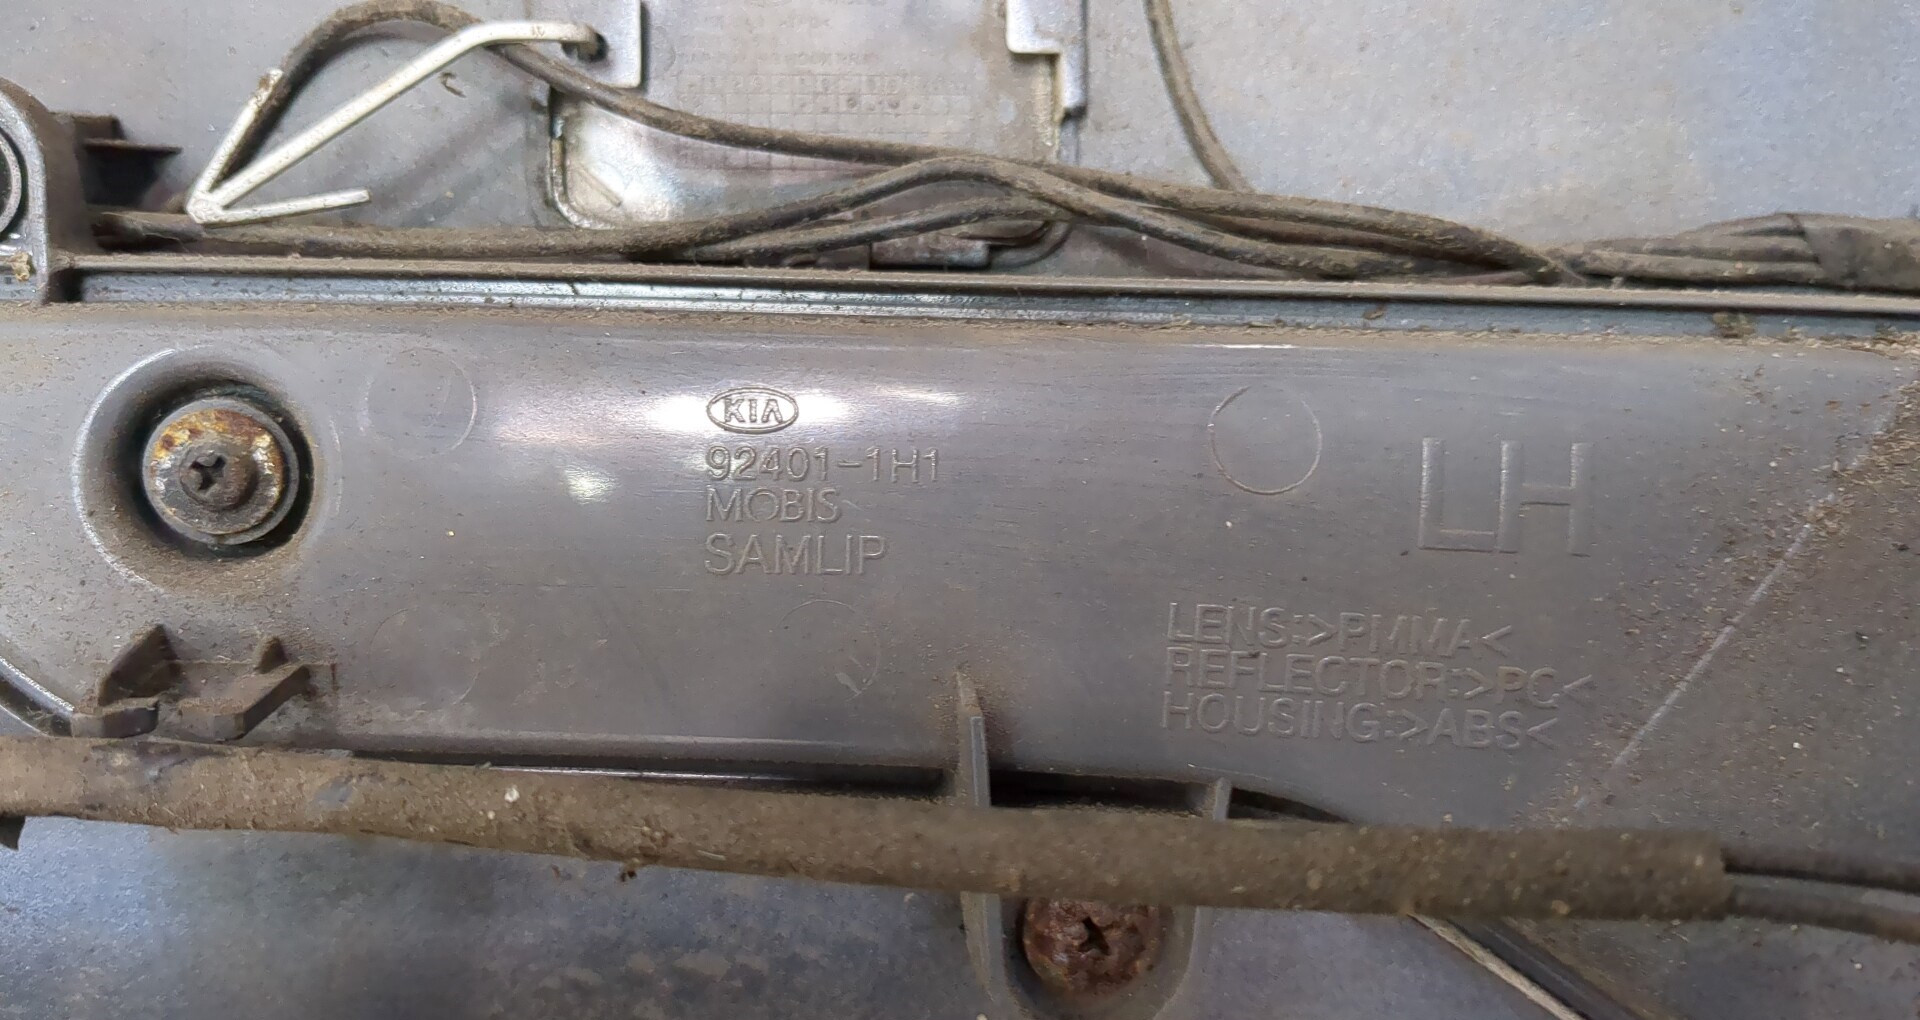 KIA
92401-1H1
MOBIS
SAMLIP
LH
LENS:>PMMA<
REFLECTOR:>PC<
HOUSING:>ABS<